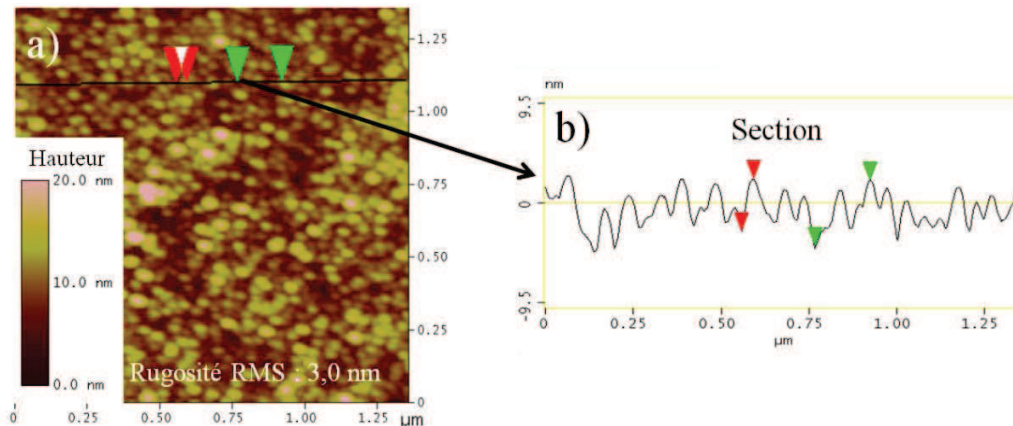 a)
1.25
1.00
0.75
0.50
0.25
0
Hauteur
20.0 nm
10.0 nm
0.0 nm
Rugosité RMS : 3,0 nm
0 0.25 0.50 0.75 1.00 1.25 µm
nm
b)
Section
9.5
0
-9.5
0 0.25 0.50 0.75 1.00 1.25
µm